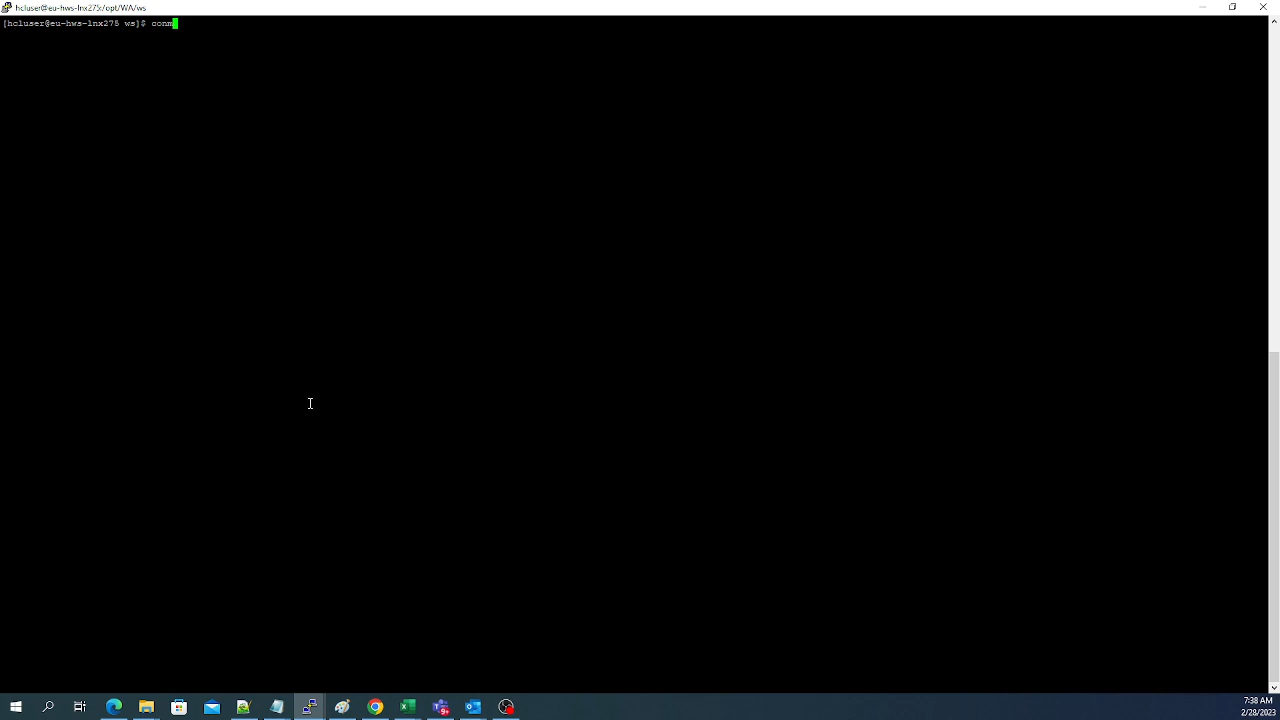 hcluser@eu-hws-lnx275:/opt/WA/ws
[hcluser@eu-hws-lnx275 ws]$ conm
9+
7:38 AM
2/28/2023